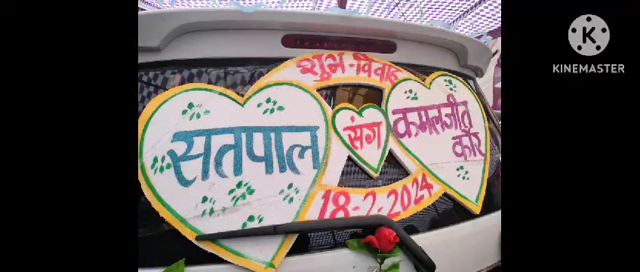 शुभ-विवाह
सतपाल
संग
कमलजीत
कौर
18-2-2024
KINEMASTER